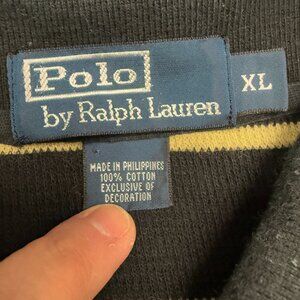 Polo
by Ralph Lauren
XL
MADE IN PHILIPPINES
100% COTTON
EXCLUSIVE OF
DECORATION